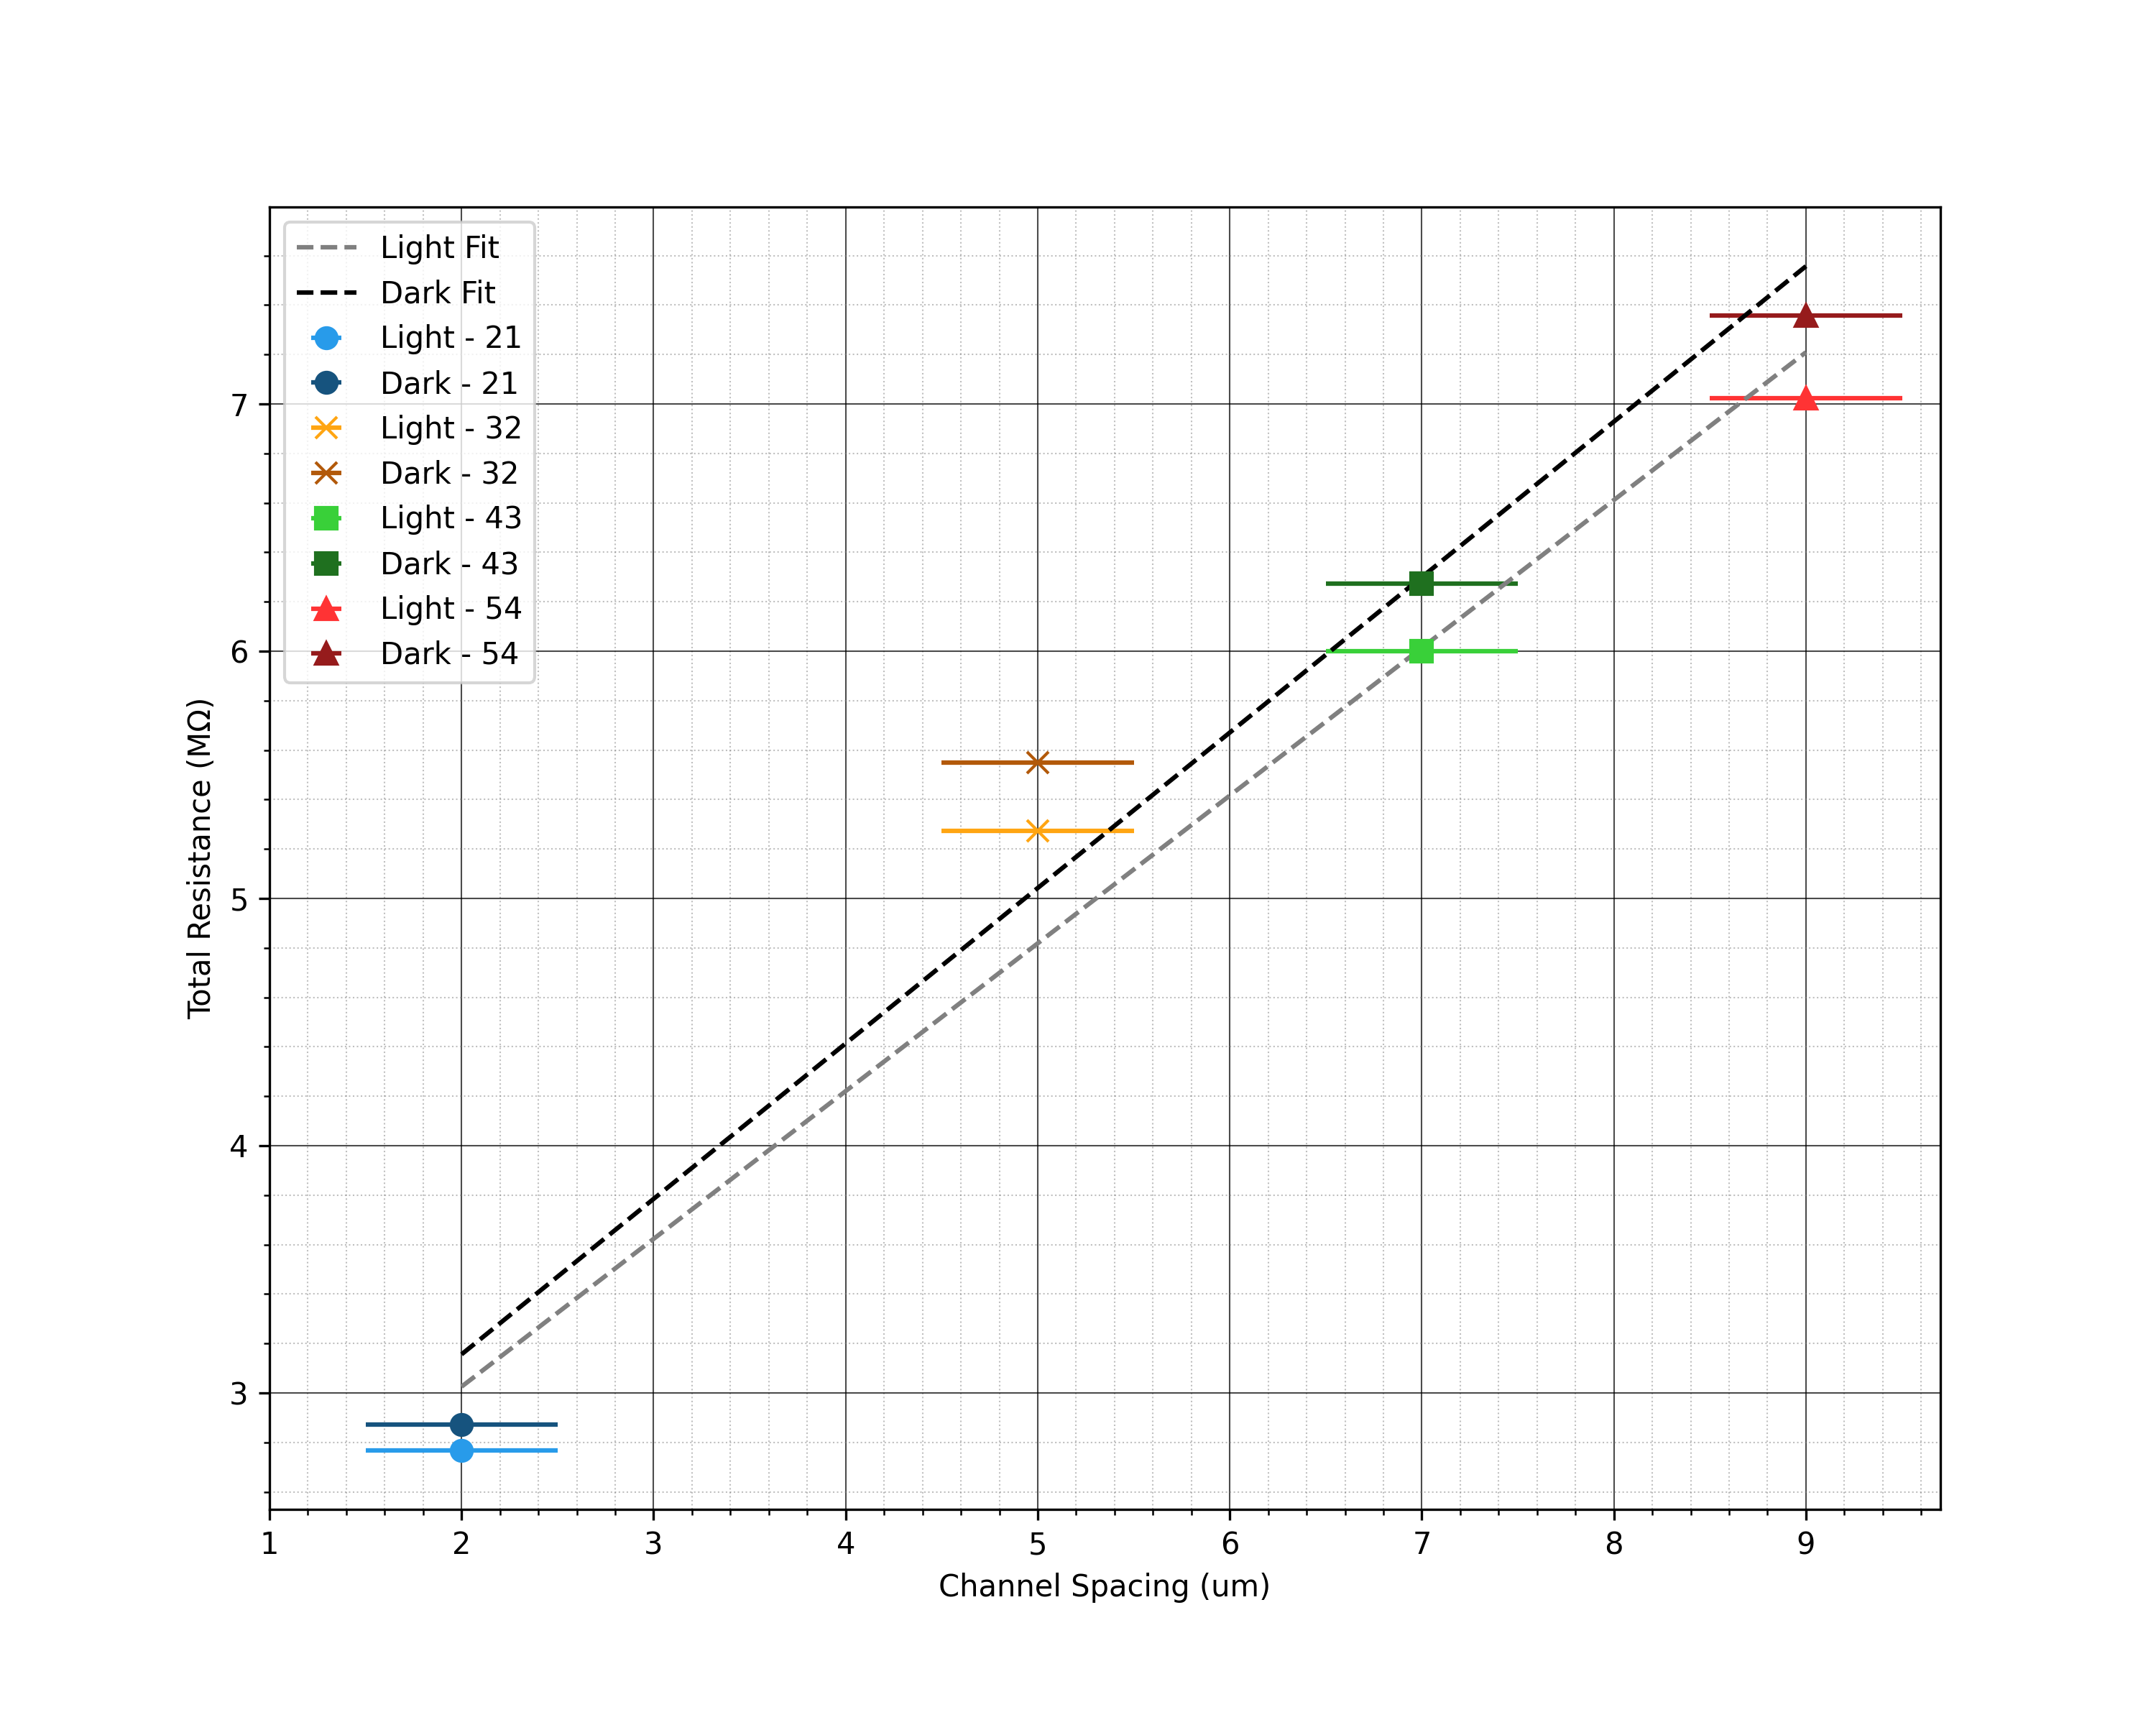 Light Fit
Dark Fit
Light - 21
Dark - 21
Light - 32
Dark - 32
Light - 43
Dark - 43
Light - 54
Dark - 54
7
6
5
4
3
Total Resistance (MΩ)
1 2 3 4 5 6 7 8 9
Channel Spacing (um)